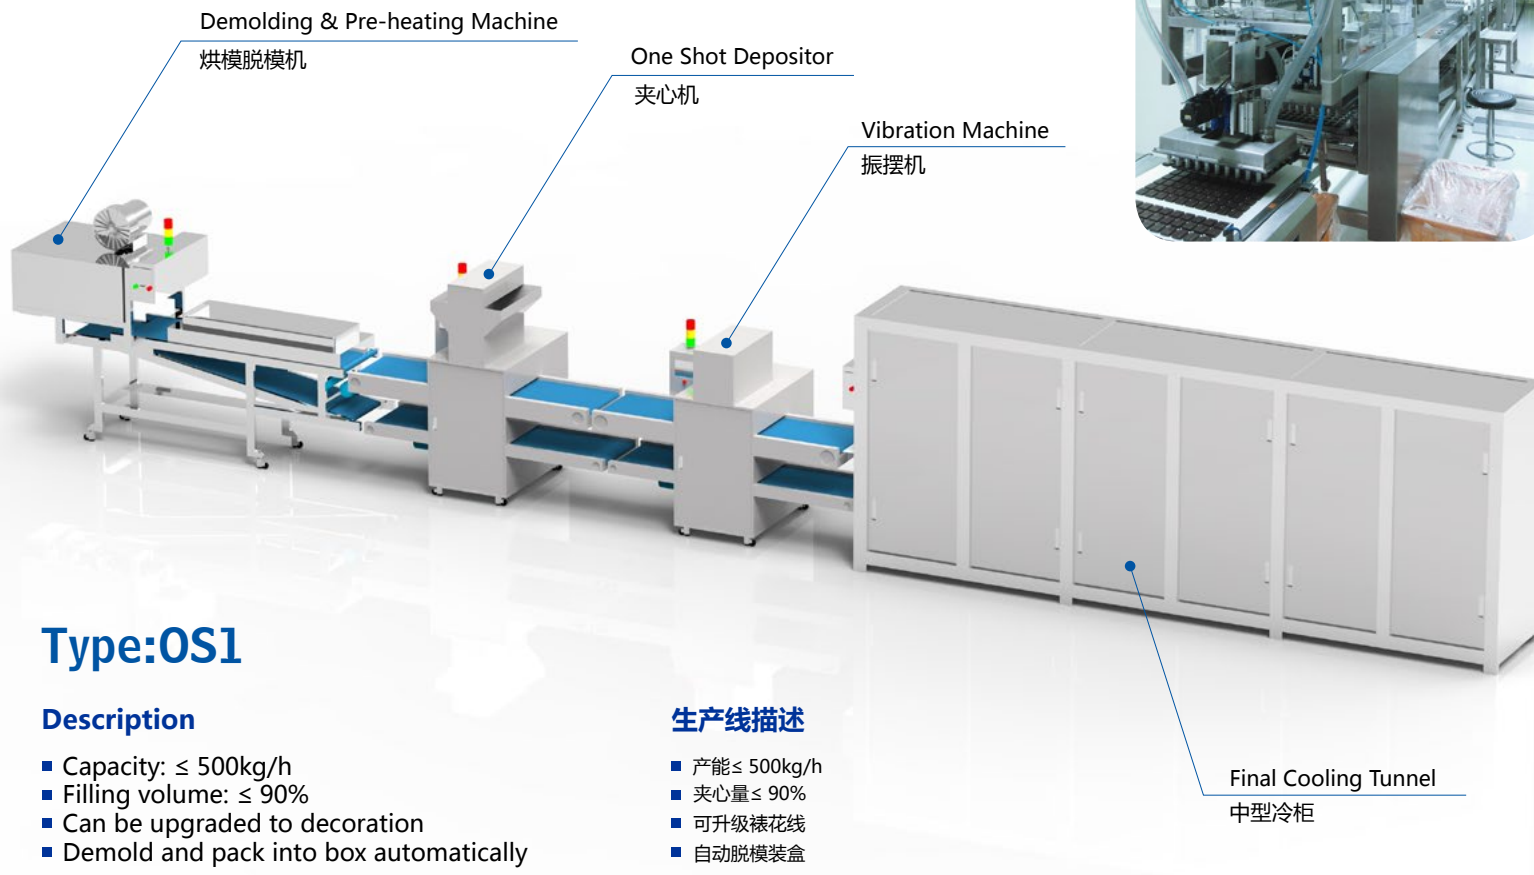 Demolding & Pre-heating Machine
烘模脱模机
One Shot Depositor
夹心机
Vibration Machine
振摆机
Type:OS1
Description
Capacity: ≤ 500kg/h
Filling volume: ≤ 90%
Can be upgraded to decoration
Demold and pack into box automatically
生产线描述
产能≤ 500kg/h
夹心量≤ 90%
可升级裱花线
自动脱模装盒
Final Cooling Tunnel
中型冷柜